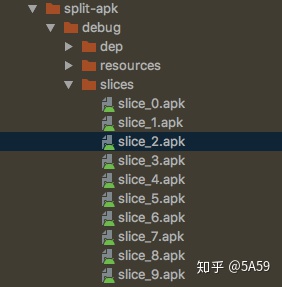 split-apk
debug
dep
resources
slices
slice_0.apk
slice_1.apk
slice_2.apk
slice_3.apk
slice_4.apk
slice_5.apk
slice_6.apk
slice_7.apk
slice_8.apk
slice_9.apk
知乎 @5A59